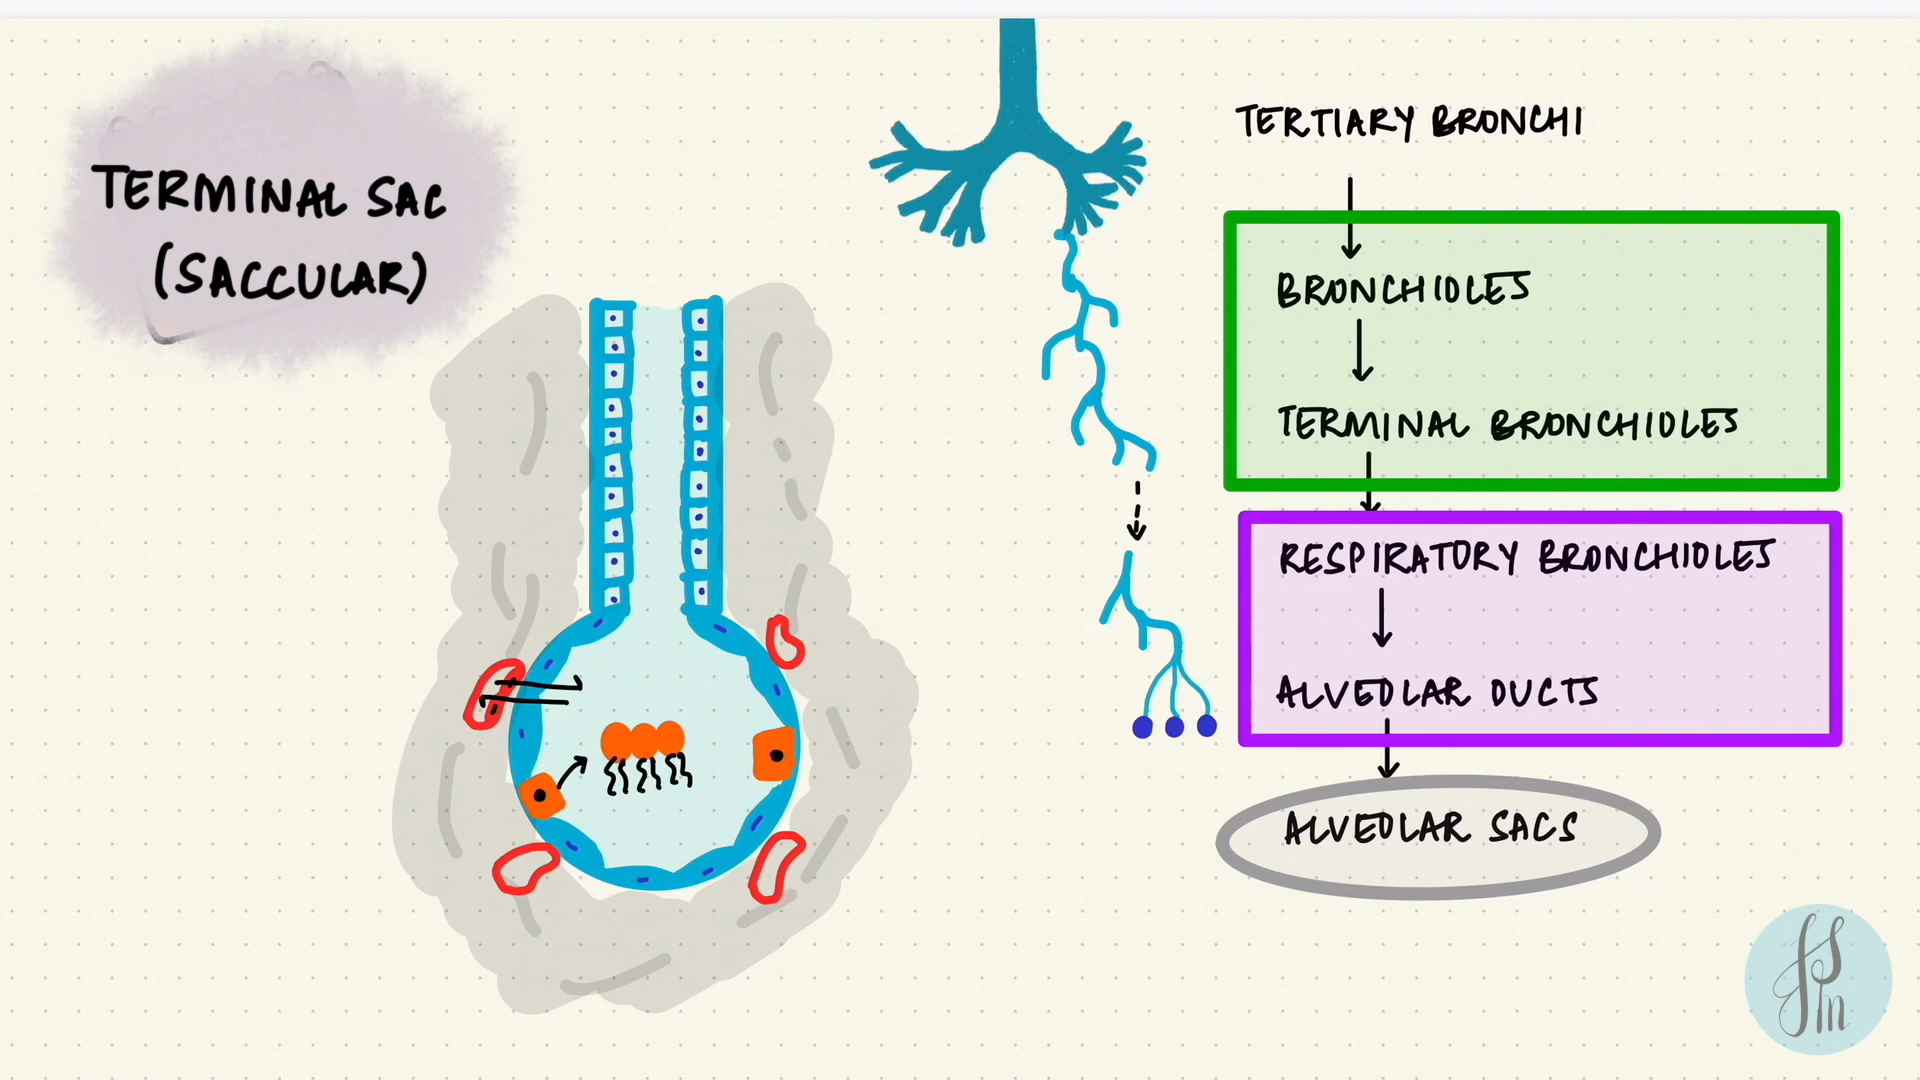 TERMINAL SAC
(SACCULAR)
TERTIARY BRONCHI
BRONCHIOLES
TERMINAL BRONCHIOLES
RESPIRATORY BRONCHIOLES
ALVEOLAR DUCTS
ALVEOLAR SACS